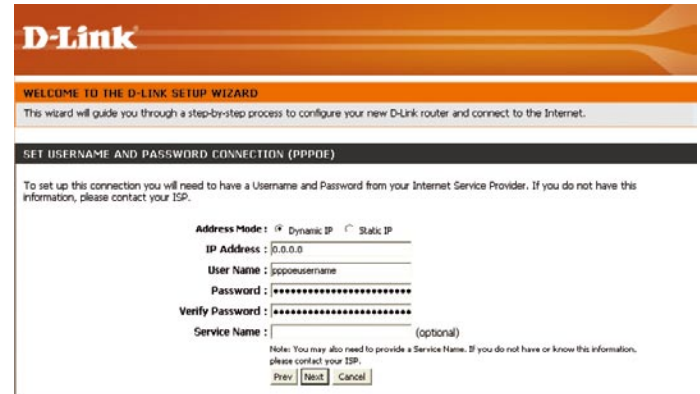 D-Link
WELCOME TO THE D-LINK SETUP WIZARD
This wizard will guide you through a step-by-step process to configure your new D-Link router and connect to the Internet.
SET USERNAME AND PASSWORD CONNECTION (PPPOE)
To set up this connection you will need to have a Username and Password from your Internet Service Provider. If you do not have this
information, please contact your ISP.
Address Mode : Dynamic IP Static IP
IP Address : 0.0.0.0
User Name : pppoeusername
Password : ••••••••••••••••••••••••
Verify Password : ••••••••••••••••••••••••
Service Name : (optional)
Note: You may also need to provide a Service Name. If you do not have or know this information,
please contact your ISP.
Prev Next Cancel